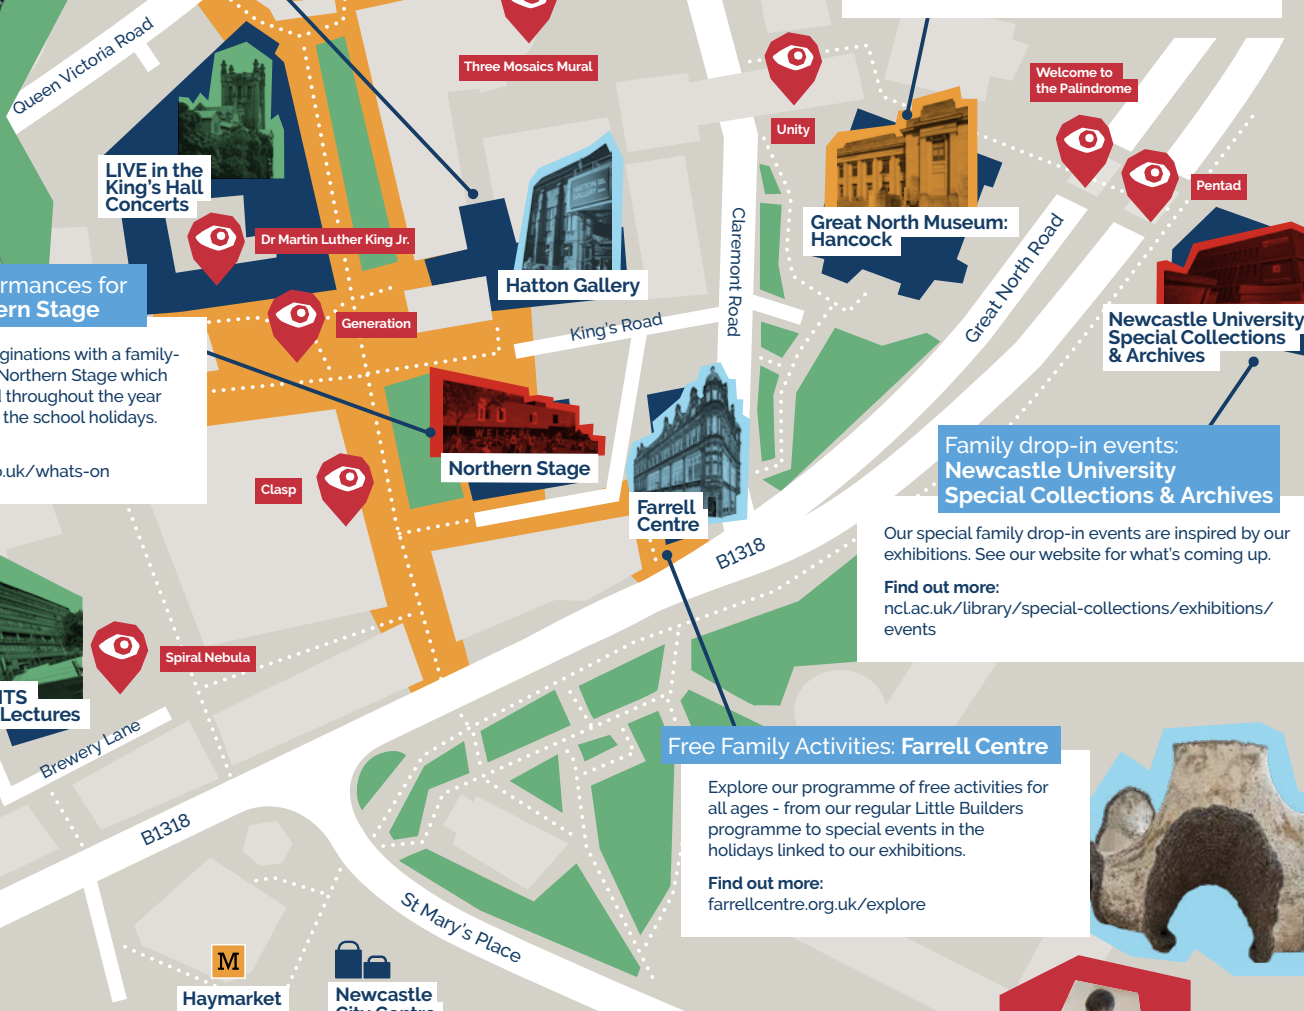 Queen Victoria Road
Three Mosaics Mural
Unity
Welcome to
the Palindrome
Pentad
LIVE in the
King's Hall
Concerts
Dr Martin Luther King Jr.
Generation
HATTON
GALLERY
Hatton Gallery
King's Road
Claremont Road
Great North Museum:
Hancock
Great North Road
Newcastle University
Special Collections
& Archives
rmances for
ern Stage
ginations with a family-
Northern Stage which
throughout the year
the school holidays.
o.uk/whats-on
Northern Stage
Clasp
Farrell
Centre
B1318
Family drop-in events:
Newcastle University
Special Collections & Archives
Our special family drop-in events are inspired by our
exhibitions. See our website for what's coming up.
Find out more:
ncl.ac.uk/library/special-collections/exhibitions/
events
Spiral Nebula
ITS
Lectures
Brewery Lane
B1318
Free Family Activities: Farrell Centre
Explore our programme of free activities for
all ages - from our regular Little Builders
programme to special events in the
holidays linked to our exhibitions.
Find out more:
farrellcentre.org.uk/explore
St Mary's Place
M
Haymarket
Newcastle
City Centre